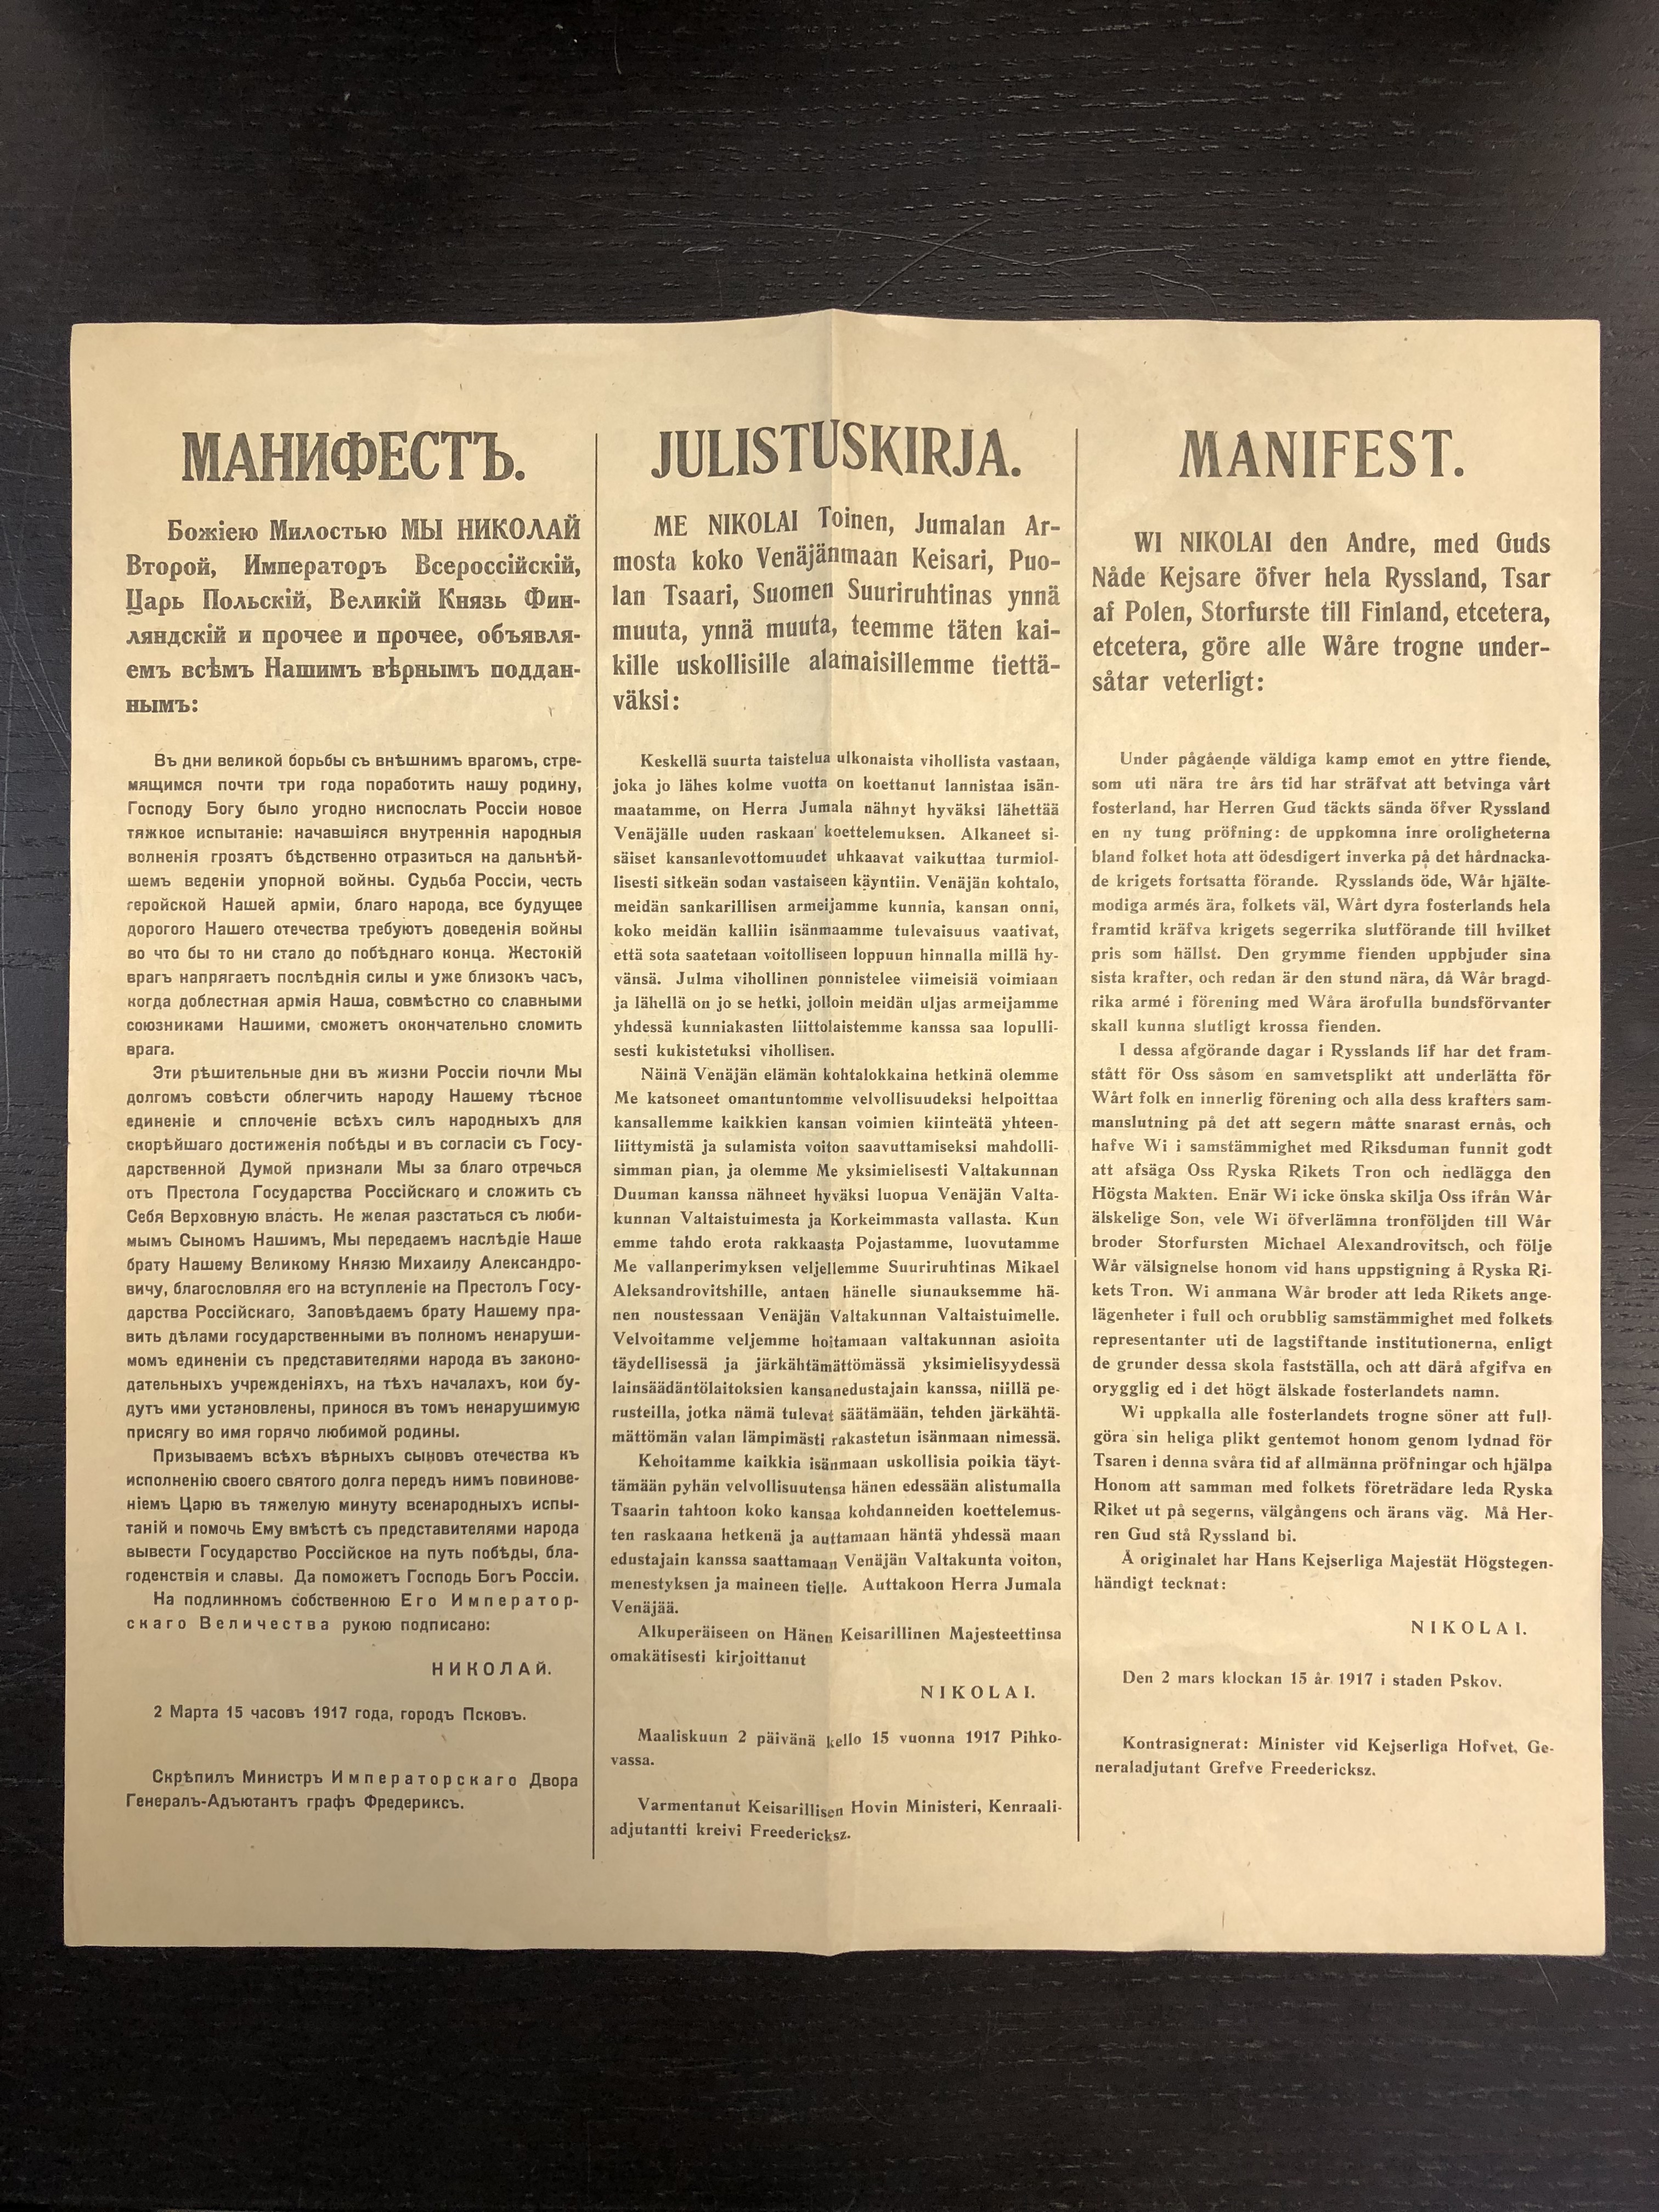 МАНИФЕСТЪ.
Божіею Милостью МЫ НИКОЛАЙ
Второй, Императоръ Всероссійскій,
Царь Польскій, Великій Князь Фин-
ляндскій и прочее и прочее, объявля-
емъ всѣмъ Нашимъ вѣрнымъ поддан-
нымъ:
Въ дни великой борьбы съ внѣшнимъ врагомъ, стре-
мящимся почти три года поработить нашу родину,
Господу Богу было угодно ниспослать Россіи новое
тяжкое испытаніе: начавшіяся внутреннія народныя
волненія грозятъ бѣдственно отразиться на дальнѣй-
шемъ веденіи упорной войны. Судьба Россіи, честь
геройской Нашей арміи, благо народа, все будущее
дорогого Нашего отечества требуютъ доведенія войны
во что бы то ни стало до побѣднаго конца. Жестокій
врагъ напрягаетъ послѣднія силы и уже близокъ часъ,
когда доблестная армія Наша, совмѣстно со славными
союзниками Нашими, сможетъ окончательно сломить
врага.
Эти рѣшительные дни въ жизни Россіи почли Мы
долгомъ совѣсти облегчить народу Нашему тѣсное
единеніе и сплоченіе всѣхъ силъ народныхъ для
скорѣйшаго достиженія побѣды и въ согласіи съ Госу-
дарственной Думой признали Мы за благо отречься
отъ Престола Государства Россійскаго и сложить съ
Себя Верховную власть. Не желая разстаться съ люби-
мымъ Сыномъ Нашимъ, Мы передаемъ наслѣдіе Наше
брату Нашему Великому Князю Михаилу Александро-
вичу, благословляя его на вступленіе на Престолъ Госу-
дарства Россійскаго. Заповѣдаемъ брату Нашему пра-
вить дѣлами государственными въ полномъ ненаруши-
момъ единеніи съ представителями народа въ законо-
дательныхъ учрежденіяхъ, на тѣхъ началахъ, кои бу-
дутъ ими установлены, принося въ томъ ненарушимую
присягу во имя горячо любимой родины.
Призываемъ всѣхъ вѣрныхъ сыновъ отечества къ
исполненію своего святого долга передъ нимъ повинове-
ніемъ Царю въ тяжелую минуту всенародныхъ испы-
таній и помочь Ему вмѣстѣ съ представителями народа
вывести Государство Россійское на путь побѣды, бла-
годенствія и славы. Да поможетъ Господь Богъ Россіи.
На подлинномъ собственною Его Император-
скаго Величества рукою подписано:
НИКОЛАЙ.
2 Марта 15 часовъ 1917 года, городъ Псковъ.
Скрѣпилъ Министръ Императорскаго Двора
Генералъ-Адъютантъ графъ Фредериксъ.
JULISTUSKIRJA.
ME NIKOLAI Toinen, Jumalan Ar-
mosta koko Venäjänmaan Keisari, Puo-
lan Tsaari, Suomen Suuriruhtinas ynnä
muuta, ynnä muuta, teemme täten kai-
kille uskollisille alamaisillemme tiettä-
väksi:
Keskellä suurta taistelua ulkonaista vihollista vastaan,
joka jo lähes kolme vuotta on koettanut lannistaa isän-
maatamme, on Herra Jumala nähnyt hyväksi lähettää
Venäjälle uuden raskaan koettelemuksen. Alkaneet si-
säiset kansanlevottomuudet uhkaavat vaikuttaa turmiol-
lisesti sitkeän sodan vastaiseen käyntiin. Venäjän kohtalo,
meidän sankarillisen armeijamme kunnia, kansan onni,
koko meidän kalliin isänmaamme tulevaisuus vaativat,
että sota saatetaan voitolliseen loppuun hinnalla millä hy-
vänsä. Julma vihollinen ponnistelee viimeisiä voimiaan
ja lähellä on jo se hetki, jolloin meidän uljas armeijamme
yhdessä kunniakasten liittolaistemme kanssa saa lopulli-
sesti kukistetuksi vihollisen.
Näinä Venäjän elämän kohtalokkaina hetkinä olemme
Me katsoneet omantuntomme velvollisuudeksi helpoittaa
kansallemme kaikkien kansan voimien kiinteätä yhteen-
liittymistä ja sulamista voiton saavuttamiseksi mahdolli-
simman pian, ja olemme Me yksimielisesti Valtakunnan
Duuman kanssa nähneet hyväksi luopua Venäjän Valta-
kunnan Valtaistuimesta ja Korkeimmasta vallasta. Kun
emme tahdo erota rakkaasta Pojastamme, luovutamme
Me vallanperimyksen veljellemme Suuriruhtinas Mikael
Aleksandrovitshille, antaen hänelle siunauksemme hä-
nen noustessaan Venäjän Valtakunnan Valtaistuimelle.
Velvoitamme veljemme hoitamaan valtakunnan asioita
täydellisessä ja järkähtämättömässä yksimielisyydessä
lainsäädäntölaitoksien kansanedustajain kanssa, niillä pe-
rusteilla, jotka nämä tulevat säätämään, tehden järkähtä-
mättömän valan lämpimästi rakastetun isänmaan nimessä.
Kehoitamme kaikkia isänmaan uskollisia poikia täyt-
tämään pyhän velvollisuutensa hänen edessään alistumalla
Tsaarin tahtoon koko kansaa kohdanneiden koettelemus-
ten raskaana hetkenä ja auttamaan häntä yhdessä maan
edustajain kanssa saattamaan Venäjän Valtakunta voiton,
menestyksen ja maineen tielle. Auttakoon Herra Jumala
Venäjää.
Alkuperäiseen on Hänen Keisarillinen Majesteettinsa
omakätisesti kirjoittanut
NIKOLAI.
Maaliskuun 2 päivänä kello 15 vuonna 1917 Pihko-
vassa.
Varmentanut Keisarillisen Hovin Ministeri, Kenraali-
adjutantti kreivi Freedericksz.
MANIFEST.
WI NIKOLAI den Andre, med Guds
Nåde Kejsare öfver hela Ryssland, Tsar
af Polen, Storfurste till Finland, etcetera,
etcetera, göre alle Wåre trogne under-
såtar veterligt:
Under pågående väldiga kamp emot en yttre fiende,
som uti nära tre års tid har sträfvat att betvinga vårt
fosterland, har Herren Gud täckts sända öfver Ryssland
en ny tung pröfning: de uppkomna inre oroligheterna
bland folket hota att ödesdigert inverka på det hårdnacka-
de krigets fortsatta förande. Rysslands öde, Wår hjälte-
modiga armés ära, folkets väl, Wårt dyra fosterlands hela
framtid kräfva krigets segerrika slutförande till hvilket
pris som hällst. Den grymme fienden uppbjuder sina
sista krafter, och redan är den stund nära, då Wår bragd-
rika armé i förening med Wåra ärofulla bundsförvanter
skall kunna slutligt krossa fienden.
I dessa afgörande dagar i Rysslands lif har det fram-
stått för Oss såsom en samvetsplikt att underlätta för
Wårt folk en innerlig förening och alla dess krafters sam-
manslutning på det att segern måtte snarast ernås, och
hafve Wi i samstämmighet med Riksduman funnit godt
att afsäga Oss Ryska Rikets Tron och nedlägga den
Högsta Makten. Enär Wi icke önska skilja Oss ifrån Wår
älskelige Son, vele Wi öfverlämna tronföljden till Wår
broder Storfursten Michael Alexandrovitsch, och följe
Wår välsignelse honom vid hans uppstigning å Ryska Ri-
kets Tron. Wi anmana Wår broder att leda Rikets ange-
lägenheter i full och orubblig samstämmighet med folkets
representanter uti de lagstiftande institutionerna, enligt
de grunder dessa skola fastställa, och att därå afgifva en
orygglig ed i det högt älskade fosterlandets namn.
Wi uppkalla alle fosterlandets trogne söner att full-
göra sin heliga plikt gentemot honom genom lydnad för
Tsaren i denna svåra tid af allmänna pröfningar och hjälpa
Honom att samman med folkets företrädare leda Ryska
Riket ut på segerns, välgångens och ärans väg. Må Her-
ren Gud stå Ryssland bi.
Å originalet har Hans Kejserliga Majestät Högstegen-
händigt tecknat:
NIKOLAI.
Den 2 mars klockan 15 år 1917 i staden Pskov.
Kontrasignerat: Minister vid Kejserliga Hofvet, Ge-
neraladjutant Grefve Freedericksz.